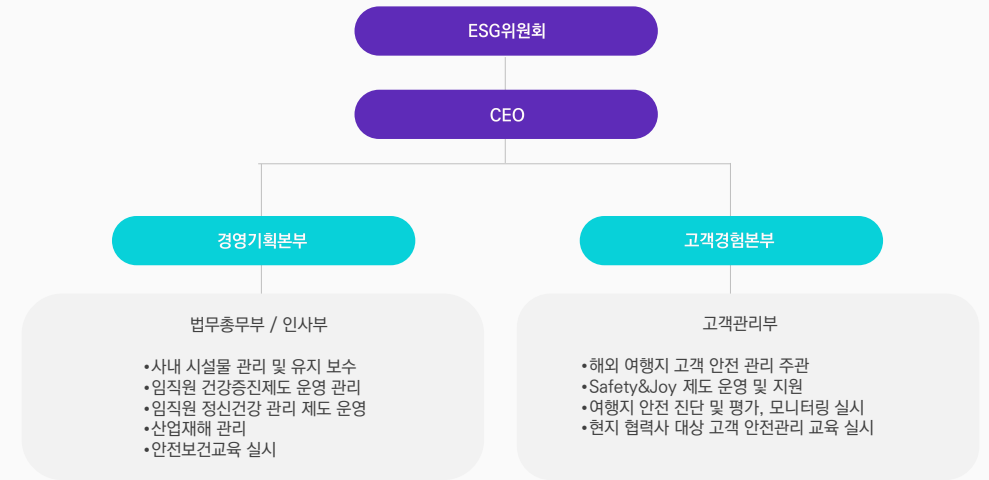 ESG위원회
CEO
경영기획본부
고객경험본부
법무총무부 / 인사부
•사내 시설물 관리 및 유지 보수
•임직원 건강증진제도 운영 관리
•임직원 정신건강 관리 제도 운영
•산업재해 관리
•안전보건교육 실시
고객관리부
•해외 여행지 고객 안전 관리 주관
•Safety&Joy 제도 운영 및 지원
•여행지 안전 진단 및 평가, 모니터링 실시
•현지 협력사 대상 고객 안전관리 교육 실시